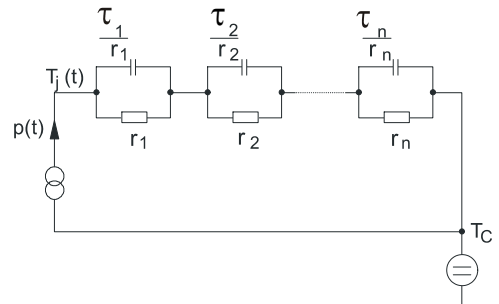 τ1 τ2 τn
r1 r2 rn
Tj (t)
p(t)
r1 r2 rn
TC